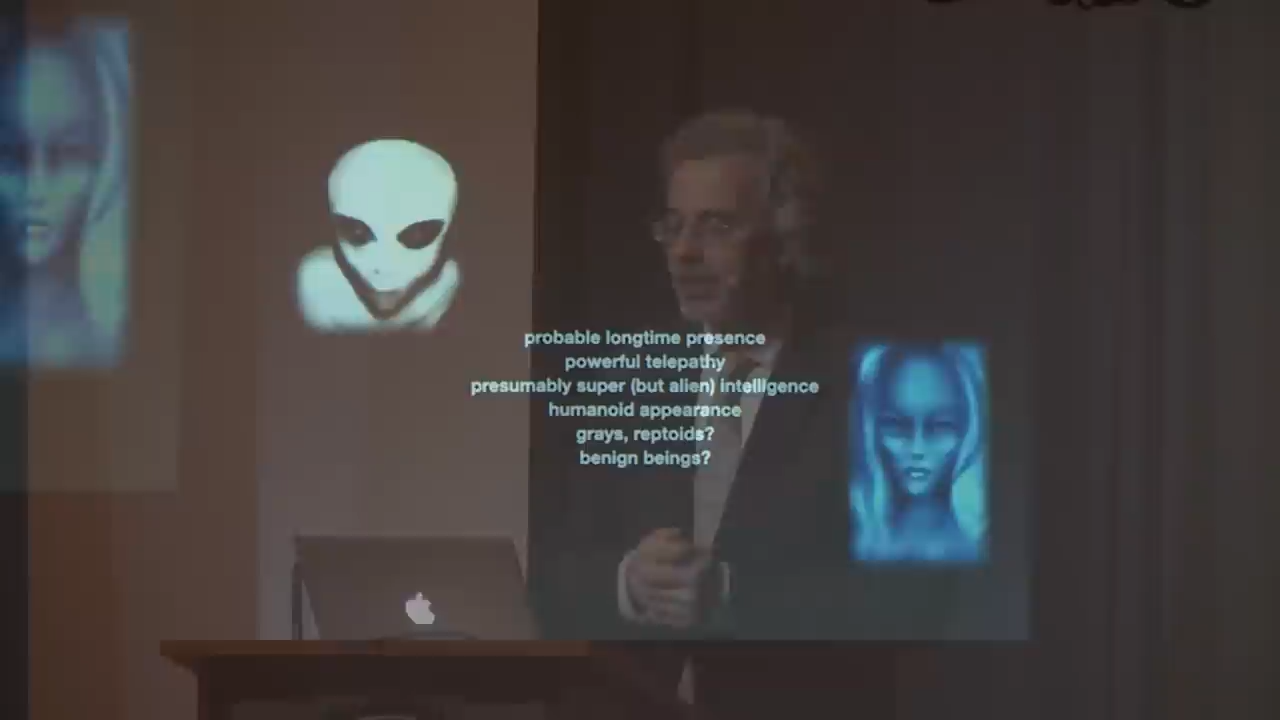 probable longtime presence
powerful telepathy
presumably super (but alien) intelligence
humanoid appearance
grays, reptoids?
benign beings?